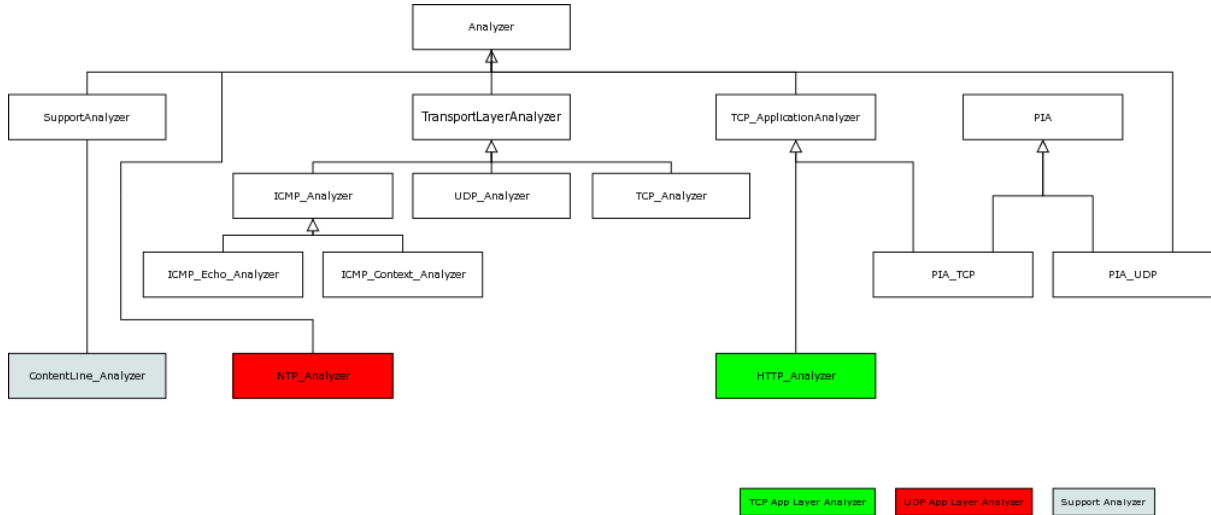 Analyzer
SupportAnalyzer
TransportLayerAnalyzer
TCP_ApplicationAnalyzer
PIA
ICMP_Analyzer
UDP_Analyzer
TCP_Analyzer
ICMP_Echo_Analyzer
ICMP_Context_Analyzer
PIA_TCP
PIA_UDP
ContentLine_Analyzer
NTP_Analyzer
HTTP_Analyzer
TCP App Layer Analyzer
UDP App Layer Analyzer
Support Analyzer